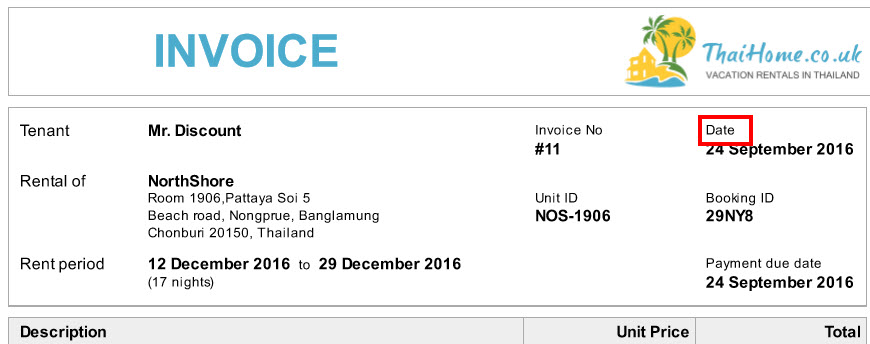 INVOICE
ThaiHome.co.uk
VACATION RENTALS IN THAILAND
Tenant
Mr. Discount
Invoice No
#11
Date
24 September 2016
Rental of
NorthShore
Room 1906,Pattaya Soi 5
Beach road, Nongprue, Banglamung
Chonburi 20150, Thailand
Unit ID
NOS-1906
Booking ID
29NY8
Rent period
12 December 2016 to 29 December 2016
(17 nights)
Payment due date
24 September 2016
Description Unit Price Total